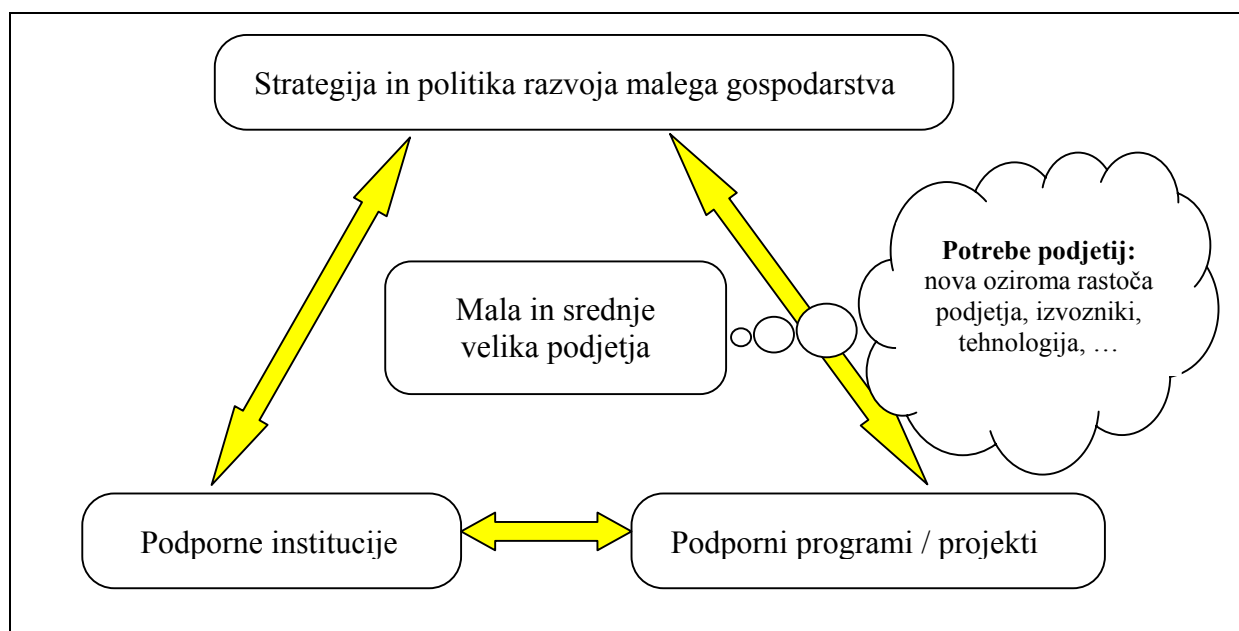 Strategija in politika razvoja malega gospodarstva
Potrebe podjetij:
nova oziroma rastoča
podjetja, izvozniki,
tehnologija, …
Mala in srednje
velika podjetja
Podporne institucije
Podporni programi / projekti